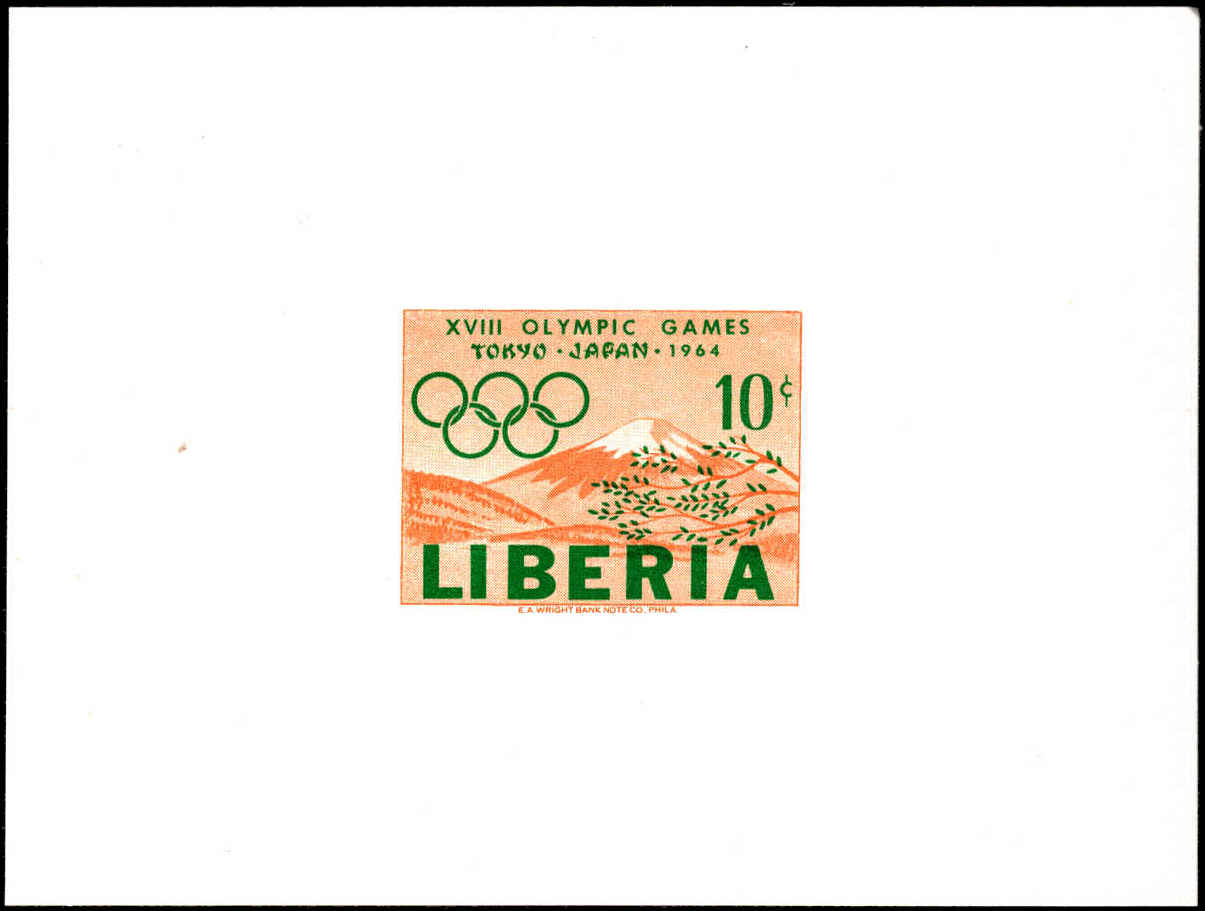 XVIII OLYMPIC GAMES
TOKYO · JAPAN · 1964
10¢
LIBERIA
E.A. WRIGHT BANK NOTE CO., PHILA.